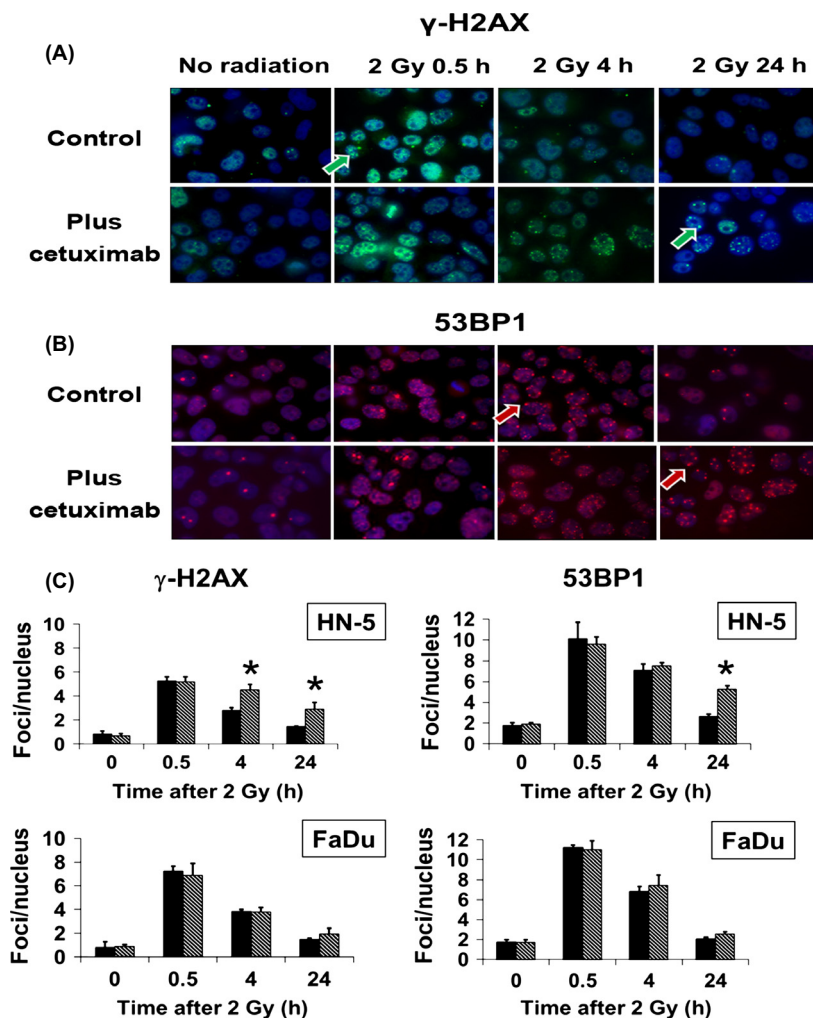 γ-H2AX
(A)
No radiation 2 Gy 0.5 h 2 Gy 4 h 2 Gy 24 h
Control
Plus
cetuximab
53BP1
(B)
Control
Plus
cetuximab
(C)
γ-H2AX 53BP1
HN-5
Foci/nucleus
10
8
6
4
2
0
* *
0 0.5 4 24
Time after 2 Gy (h)
HN-5
Foci/nucleus
12
10
8
6
4
2
0
*
0 0.5 4 24
Time after 2 Gy (h)
FaDu
Foci/nucleus
10
8
6
4
2
0
0 0.5 4 24
Time after 2 Gy (h)
FaDu
Foci/nucleus
12
10
8
6
4
2
0
0 0.5 4 24
Time after 2 Gy (h)